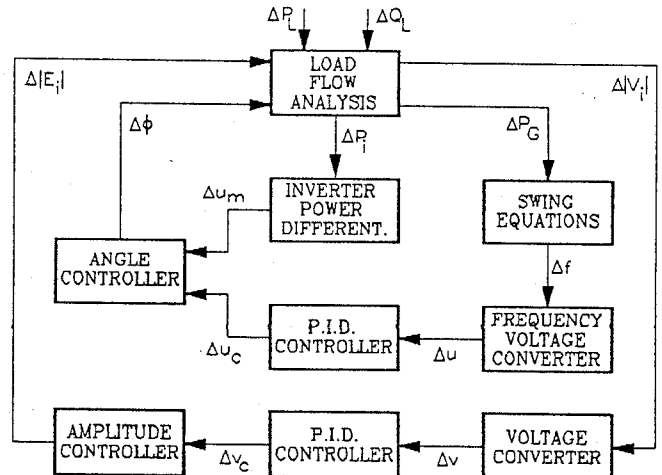 ΔP_L ΔQ_L
Δ|E_i|
LOAD
FLOW
ANALYSIS
Δ|V_i|
Δϕ
ΔP_i
ΔP_G
Δu_m
INVERTER
POWER
DIFFERENT.
SWING
EQUATIONS
ANGLE
CONTROLLER
Δf
P.I.D.
CONTROLLER
FREQUENCY
VOLTAGE
CONVERTER
Δu_c
Δu
AMPLITUDE
CONTROLLER
P.I.D.
CONTROLLER
VOLTAGE
CONVERTER
Δv_c
Δv